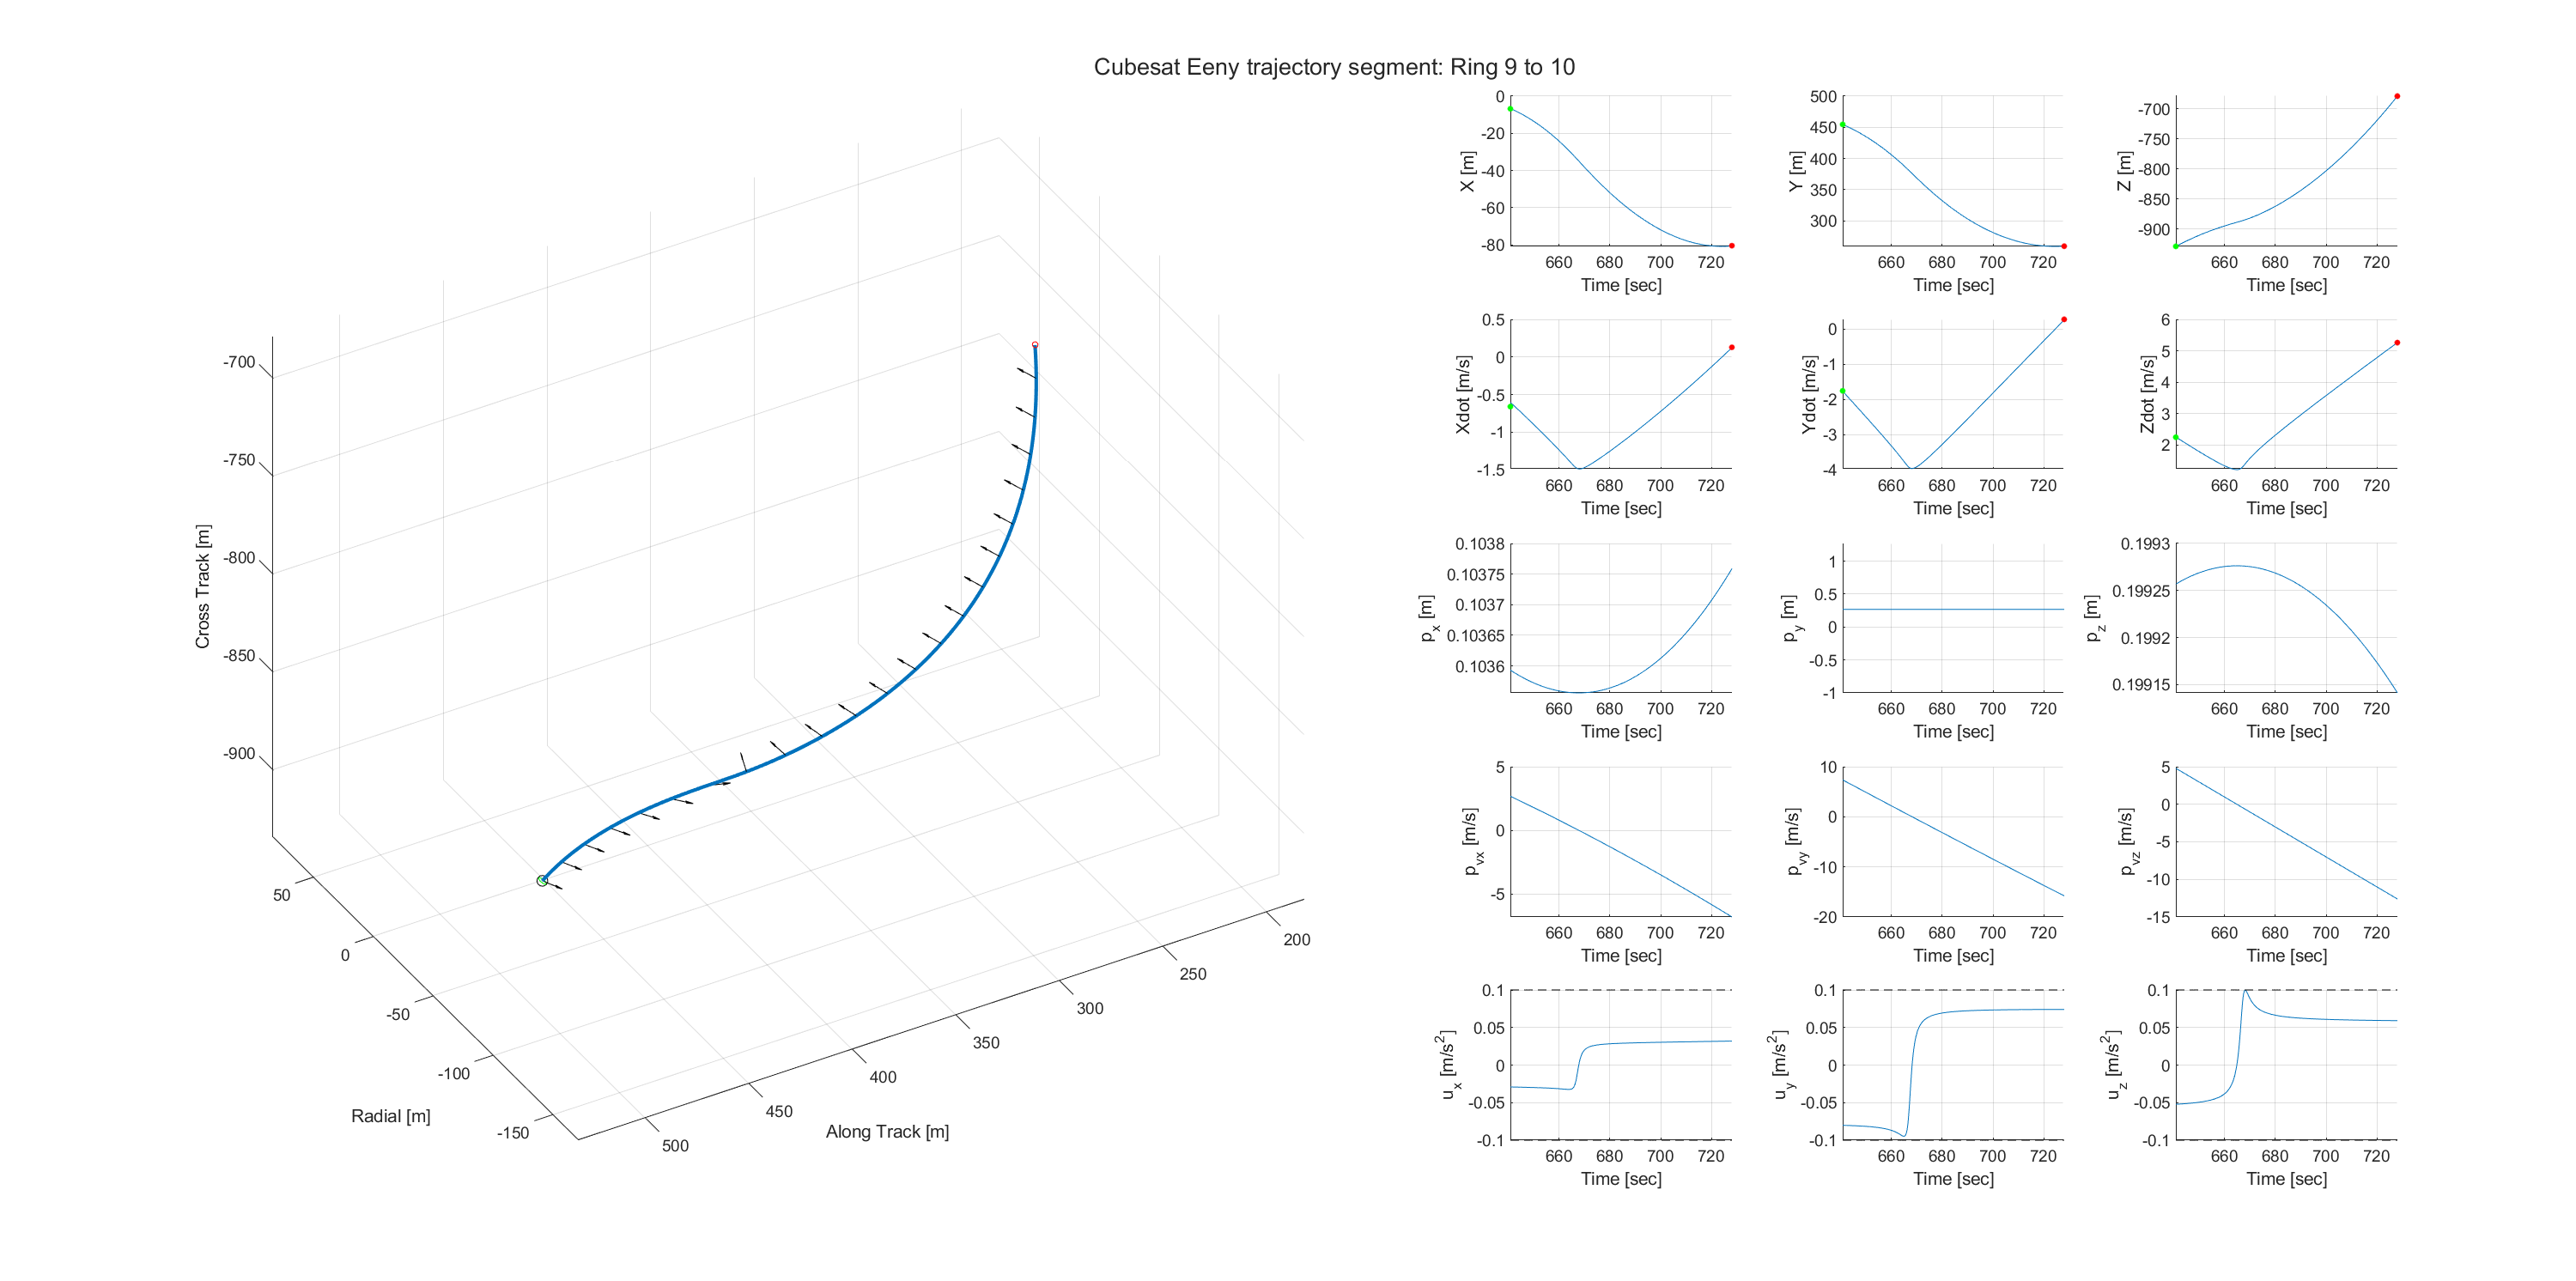 Cubesat Eeny trajectory segment: Ring 9 to 10
-700
-750
-800
-850
-900
Cross Track [m]
50
0
-50
-100
-150
Radial [m]
500
450
400
350
300
250
200
Along Track [m]
0
-20
-40
-60
-80
X [m]
660 680 700 720
Time [sec]
500
450
400
350
300
Y [m]
660 680 700 720
Time [sec]
-700
-750
-800
-850
-900
Z [m]
660 680 700 720
Time [sec]
0.5
0
-0.5
-1
-1.5
Xdot [m/s]
660 680 700 720
Time [sec]
0
-1
-2
-3
-4
Ydot [m/s]
660 680 700 720
Time [sec]
6
5
4
3
2
Zdot [m/s]
660 680 700 720
Time [sec]
0.1038
0.10375
0.1037
0.10365
0.1036
p_x [m]
660 680 700 720
Time [sec]
1
0.5
0
-0.5
-1
p_y [m]
660 680 700 720
Time [sec]
0.1993
0.19925
0.1992
0.19915
p_z [m]
660 680 700 720
Time [sec]
5
0
-5
p_vx [m/s]
660 680 700 720
Time [sec]
10
0
-10
-20
p_vy [m/s]
660 680 700 720
Time [sec]
5
0
-5
-10
-15
p_vz [m/s]
660 680 700 720
Time [sec]
0.1
0.05
0
-0.05
-0.1
u_x [m/s²]
660 680 700 720
Time [sec]
0.1
0.05
0
-0.05
-0.1
u_y [m/s²]
660 680 700 720
Time [sec]
0.1
0.05
0
-0.05
-0.1
u_z [m/s²]
660 680 700 720
Time [sec]